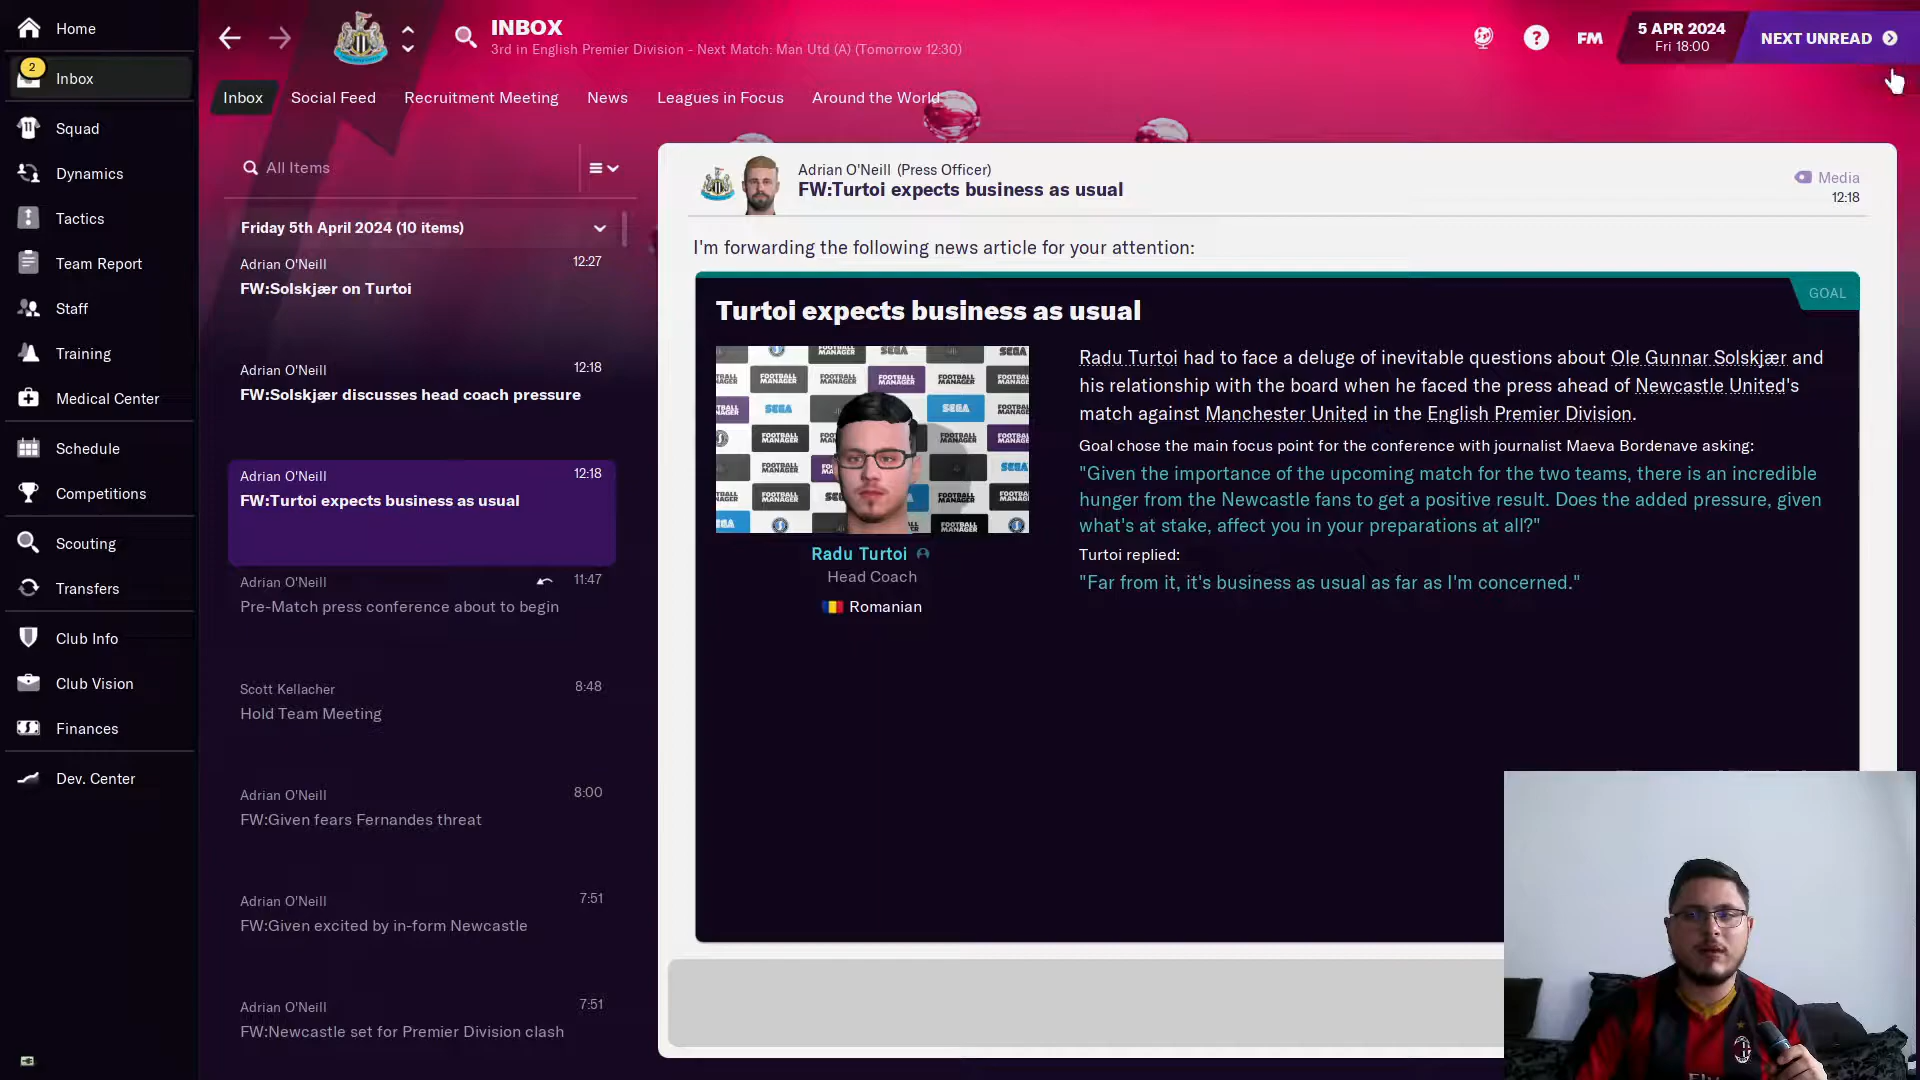 Home
2
Inbox
Squad
Dynamics
Tactics
Team Report
Staff
Training
Medical Center
Schedule
Competitions
Scouting
Transfers
Club Info
Club Vision
Finances
Dev. Center
INBOX
3rd in English Premier Division - Next Match: Man Utd (A) (Tomorrow 12:30)
FM
5 APR 2024
Fri 18:00
NEXT UNREAD
Inbox
Social Feed
Recruitment Meeting
News
Leagues in Focus
Around the World
All Items
Friday 5th April 2024 (10 items)
Adrian O'Neill 12:27
FW:Solskjær on Turtoi
Adrian O'Neill 12:18
FW:Solskjær discusses head coach pressure
Adrian O'Neill 12:18
FW:Turtoi expects business as usual
Adrian O'Neill 11:47
Pre-Match press conference about to begin
Scott Kellacher 8:48
Hold Team Meeting
Adrian O'Neill 8:00
FW:Given fears Fernandes threat
Adrian O'Neill 7:51
FW:Given excited by in-form Newcastle
Adrian O'Neill 7:51
FW:Newcastle set for Premier Division clash
Adrian O'Neill (Press Officer)
FW:Turtoi expects business as usual
Media
12:18
I'm forwarding the following news article for your attention:
GOAL
Turtoi expects business as usual
SEGA
FOOTBALL MANAGER
Radu Turtoi
Head Coach
Romanian
Radu Turtoi had to face a deluge of inevitable questions about Ole Gunnar Solskjær and
his relationship with the board when he faced the press ahead of Newcastle United's
match against Manchester United in the English Premier Division.
Goal chose the main focus point for the conference with journalist Maeva Bordenave asking:
"Given the importance of the upcoming match for the two teams, there is an incredible
hunger from the Newcastle fans to get a positive result. Does the added pressure, given
what's at stake, affect you in your preparations at all?"
Turtoi replied:
"Far from it, it's business as usual as far as I'm concerned."